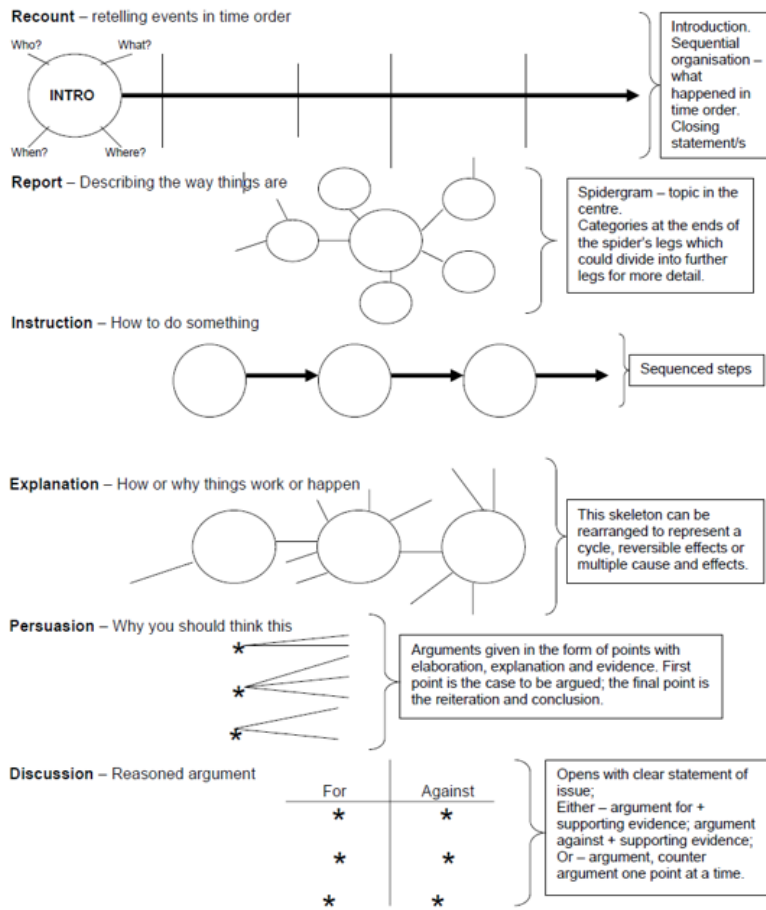 Recount – retelling events in time order
Who?
What?
INTRO
When?
Where?
Introduction.
Sequential
organisation –
what
happened in
time order.
Closing
statement/s
Report – Describing the way things are
Spidergram – topic in the
centre.
Categories at the ends of
the spider's legs which
could divide into further
legs for more detail.
Instruction – How to do something
Sequenced steps
Explanation – How or why things work or happen
This skeleton can be
rearranged to represent a
cycle, reversible effects or
multiple cause and effects.
Persuasion – Why you should think this
*
*
*
Arguments given in the form of points with
elaboration, explanation and evidence. First
point is the case to be argued; the final point is
the reiteration and conclusion.
Discussion – Reasoned argument
For Against
* *
* *
* *
Opens with clear statement of
issue;
Either – argument for +
supporting evidence; argument
against + supporting evidence;
Or – argument, counter
argument one point at a time.